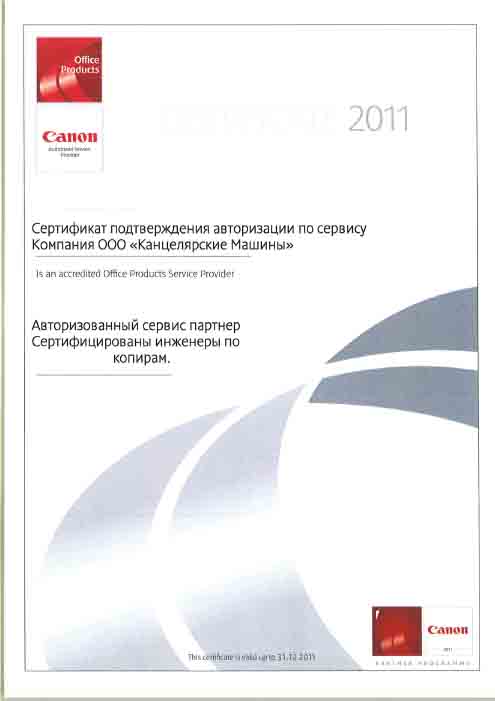 Office
Products
Canon
Authorised Service
Provider
CERTIFICATE 2011
Сертификат подтверждения авторизации по сервису
Компания ООО «Канцелярские Машины»
Is an accredited Office Products Service Provider
Авторизованный сервис партнер
Сертифицированы инженеры по
копирам.
This certificate is valid up to 31.12.2011
Canon
2011
PARTNER PROGRAMME